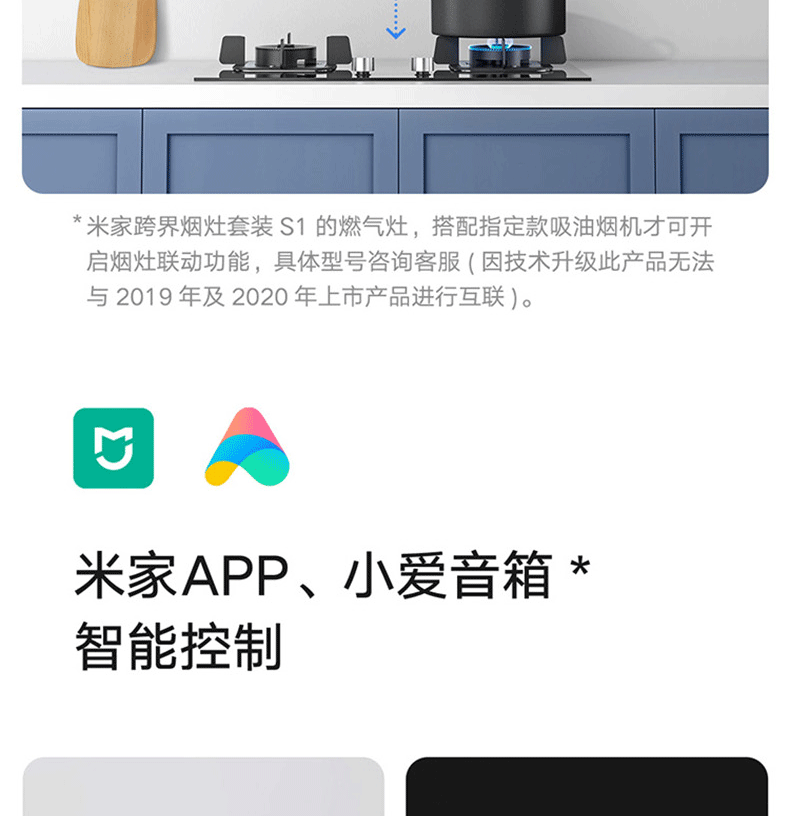 *米家跨界烟灶套装 S1 的燃气灶，搭配指定款吸油烟机才可开
启烟灶联动功能，具体型号咨询客服 ( 因技术升级此产品无法
与 2019 年及 2020 年上市产品进行互联 )。
米家APP、小爱音箱 *
智能控制